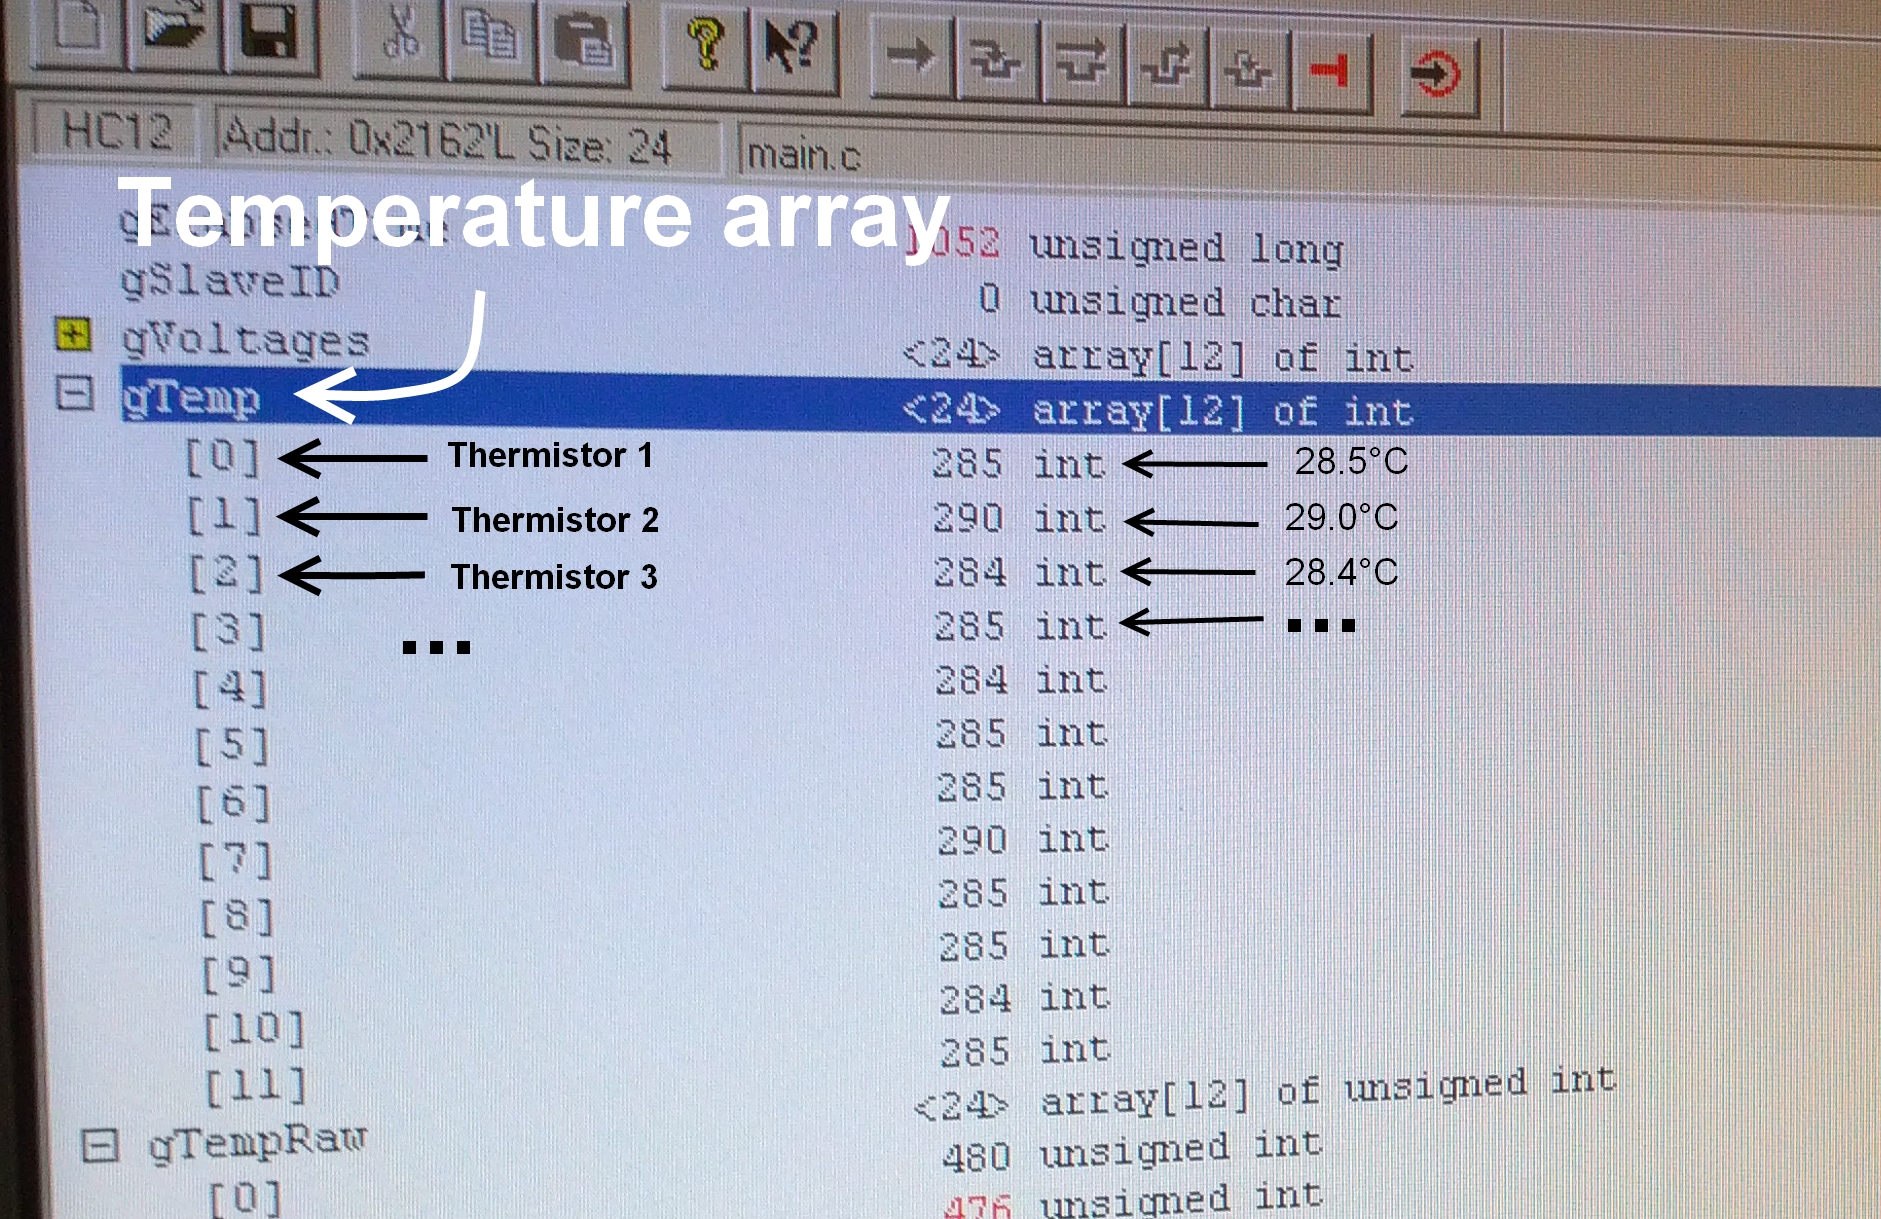 HC12 Addr.: 0x2162'L Size: 24 main.c
Temperature array
1052 unsigned long
gSlaveID 0 unsigned char
gVoltages <24> array[12] of int
gTemp <24> array[12] of int
[0] Thermistor 1 285 int 28.5°C
[1] Thermistor 2 290 int 29.0°C
[2] Thermistor 3 284 int 28.4°C
[3] ... 285 int ...
[4] 284 int
[5] 285 int
[6] 285 int
[7] 290 int
[8] 285 int
[9] 285 int
[10] 284 int
[11] 285 int
gTempRaw <24> array[12] of unsigned int
[0] 480 unsigned int
476 unsigned int